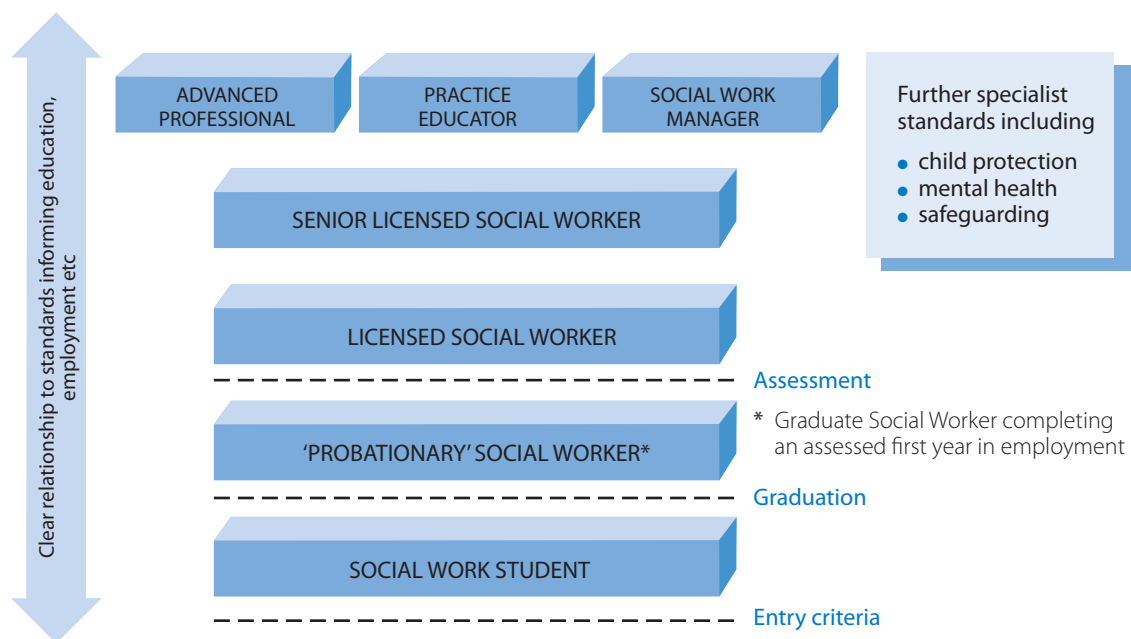 Clear relationship to standards informing education,
employment etc
ADVANCED
PROFESSIONAL
PRACTICE
EDUCATOR
SOCIAL WORK
MANAGER
Further specialist
standards including
• child protection
• mental health
• safeguarding
SENIOR LICENSED SOCIAL WORKER
LICENSED SOCIAL WORKER
Assessment
* Graduate Social Worker completing
an assessed first year in employment
‘PROBATIONARY’ SOCIAL WORKER*
Graduation
SOCIAL WORK STUDENT
Entry criteria